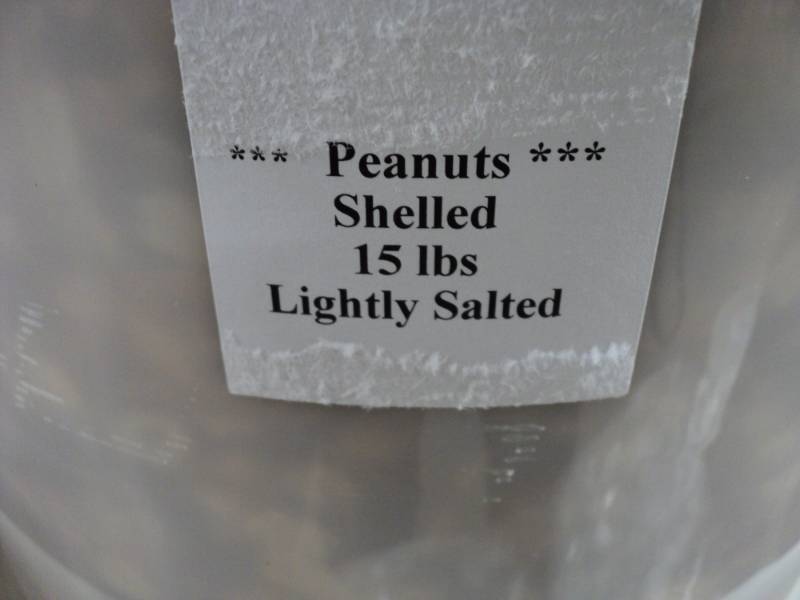 *** Peanuts ***
Shelled
15 lbs
Lightly Salted